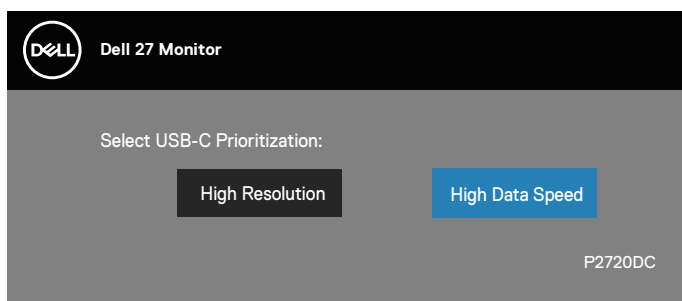 DELL
Dell 27 Monitor
Select USB-C Prioritization:
High Resolution
High Data Speed
P2720DC